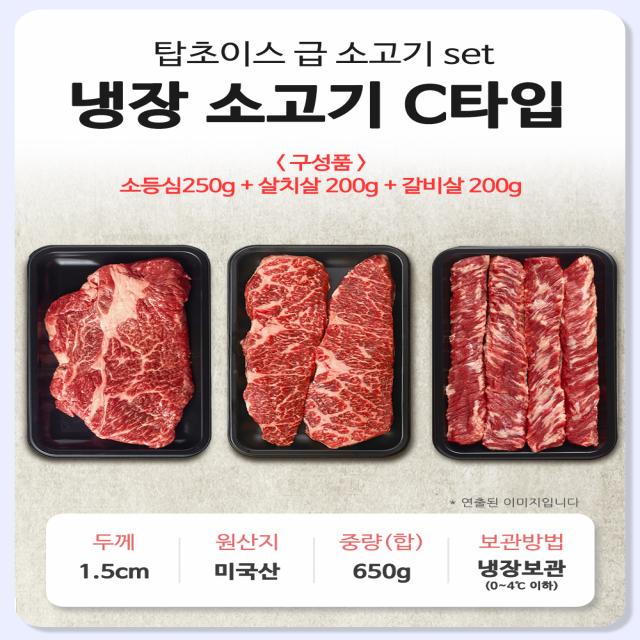 탑초이스 급 소고기 set
냉장 소고기 C타입
< 구성품 >
소등심250g + 살치살 200g + 갈비살 200g
* 연출된 이미지입니다
두께
1.5cm
원산지
미국산
중량(합)
650g
보관방법
냉장보관
(0~4℃ 이하)